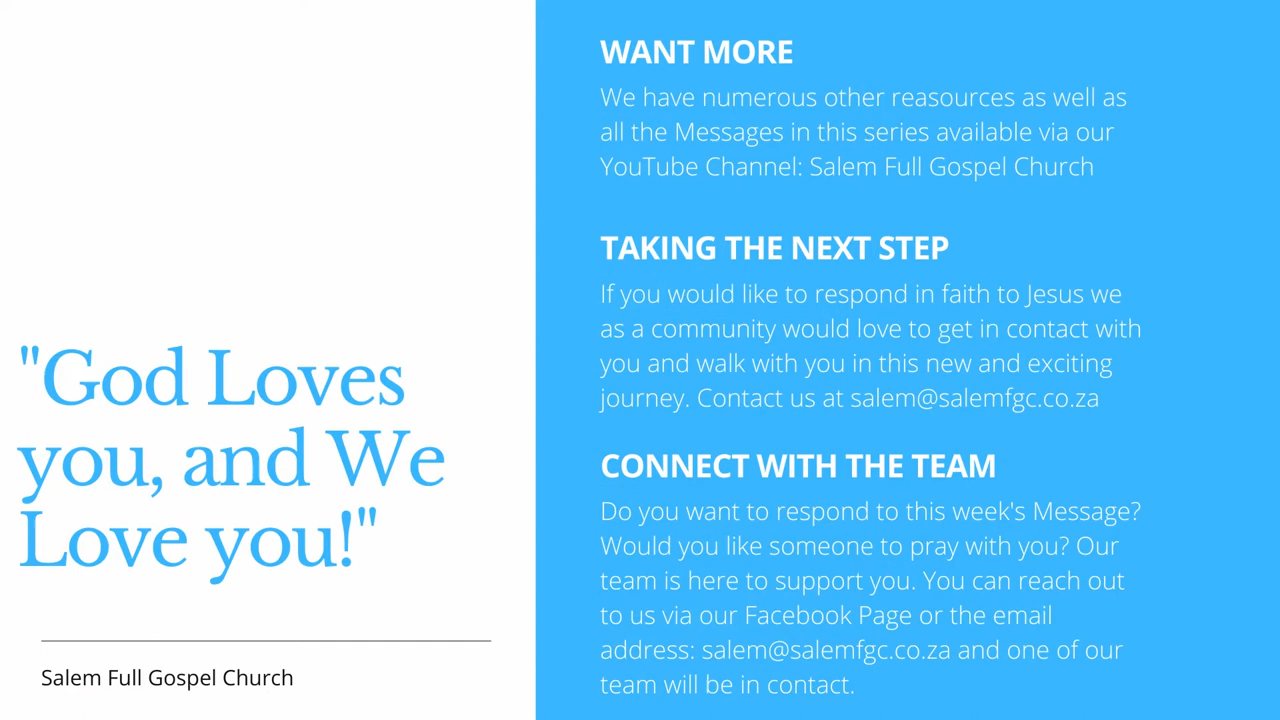 "God Loves
you, and We
Love you!"
Salem Full Gospel Church
WANT MORE
We have numerous other reasources as well as
all the Messages in this series available via our
YouTube Channel: Salem Full Gospel Church
TAKING THE NEXT STEP
If you would like to respond in faith to Jesus we
as a community would love to get in contact with
you and walk with you in this new and exciting
journey. Contact us at salem@salemfgc.co.za
CONNECT WITH THE TEAM
Do you want to respond to this week's Message?
Would you like someone to pray with you? Our
team is here to support you. You can reach out
to us via our Facebook Page or the email
address: salem@salemfgc.co.za and one of our
team will be in contact.